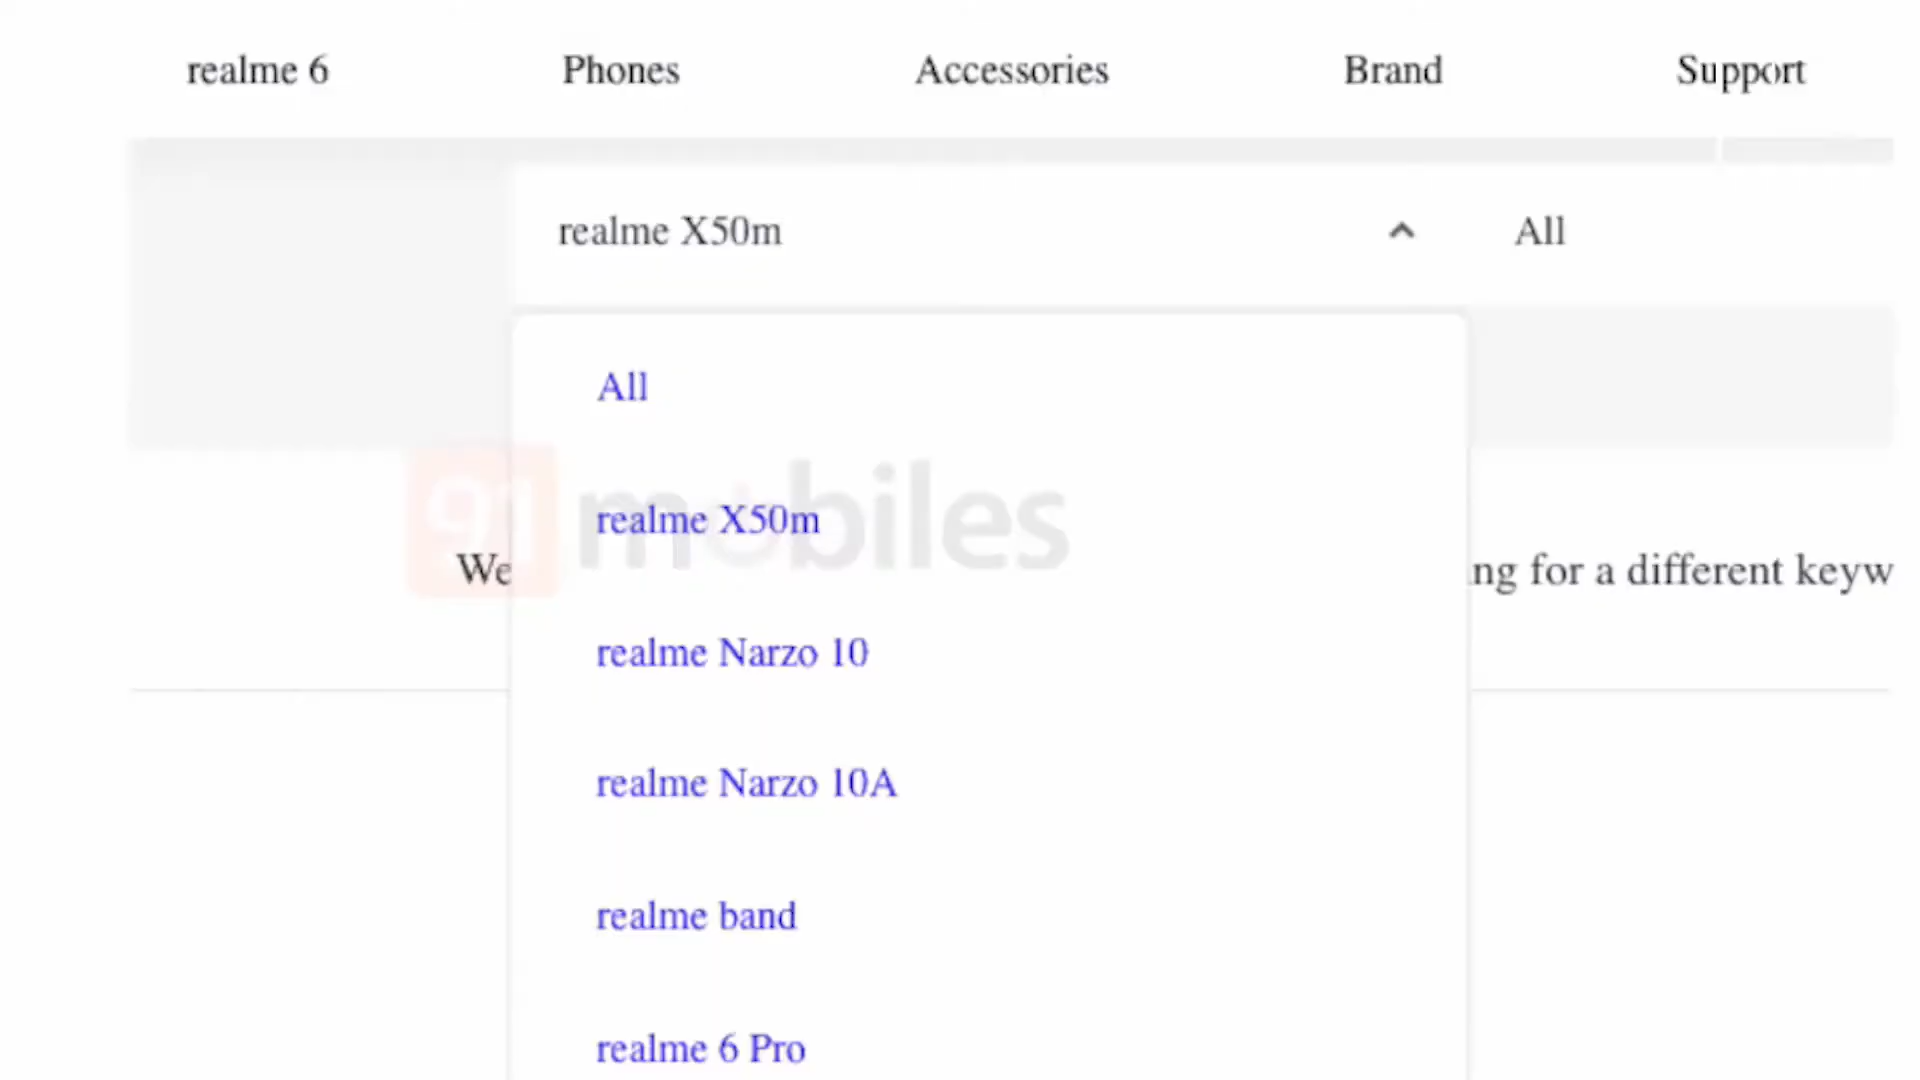 realme 6 Phones Accessories Brand Support
realme X50m All
All
91mobiles
realme X50m
We ng for a different keyw
realme Narzo 10
realme Narzo 10A
realme band
realme 6 Pro